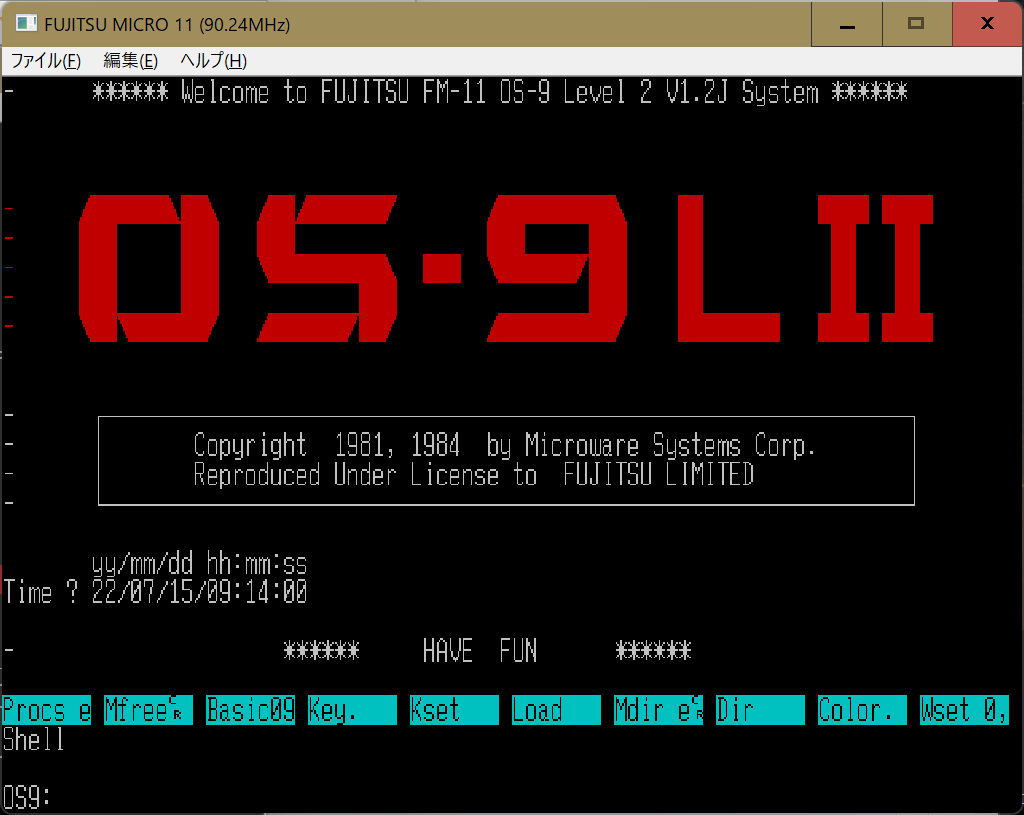 FUJITSU MICRO 11 (90.24MHz)
ファイル(F) 編集(E) ヘルプ(H)
- ****** Welcome to FUJITSU FM-11 OS-9 Level 2 V1.2J System ******
OS-9 LII
Copyright 1981, 1984 by Microware Systems Corp.
Reproduced Under License to FUJITSU LIMITED
yy/mm/dd hh:mm:ss
Time ? 22/07/15/09:14:00
- ****** HAVE FUN ******
Procs e Mfree␍ Basic09 Key. Kset Load Mdir e␍ Dir Color. Wset 0,
Shell
OS9: